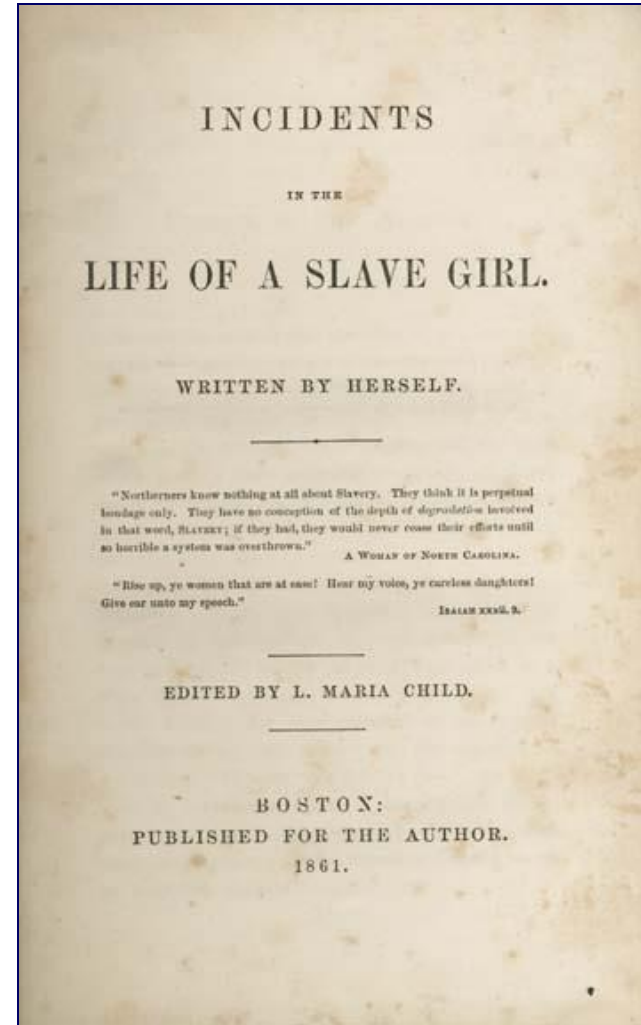 INCIDENTS
IN THE
LIFE OF A SLAVE GIRL.
WRITTEN BY HERSELF.
"Northerners know nothing at all about Slavery. They think it is perpetual
bondage only. They have no conception of the depth of degradation involved
in that word, SLAVERY; if they had, they would never cease their efforts until
so horrible a system was overthrown."
A WOMAN OF NORTH CAROLINA.
"Rise up, ye women that are at ease! Hear my voice, ye careless daughters!
Give ear unto my speech."
ISAIAH xxxii. 9.
EDITED BY L. MARIA CHILD.
BOSTON:
PUBLISHED FOR THE AUTHOR.
1861.